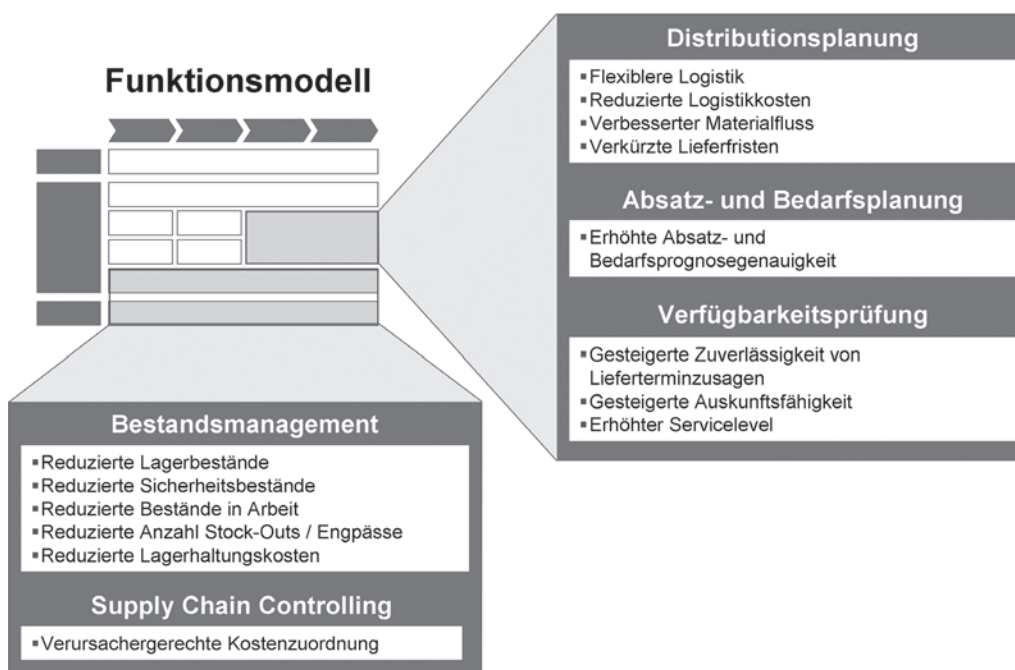 Funktionsmodell
Distributionsplanung
▪Flexiblere Logistik
▪Reduzierte Logistikkosten
▪Verbesserter Materialfluss
▪Verkürzte Lieferfristen
Absatz- und Bedarfsplanung
▪Erhöhte Absatz- und
Bedarfsprognosegenauigkeit
Verfügbarkeitsprüfung
▪Gesteigerte Zuverlässigkeit von
Lieferterminzusagen
▪Gesteigerte Auskunftsfähigkeit
▪Erhöhter Servicelevel
Bestandsmanagement
▪Reduzierte Lagerbestände
▪Reduzierte Sicherheitsbestände
▪Reduzierte Bestände in Arbeit
▪Reduzierte Anzahl Stock-Outs / Engpässe
▪Reduzierte Lagerhaltungskosten
Supply Chain Controlling
▪Verursachergerechte Kostenzuordnung